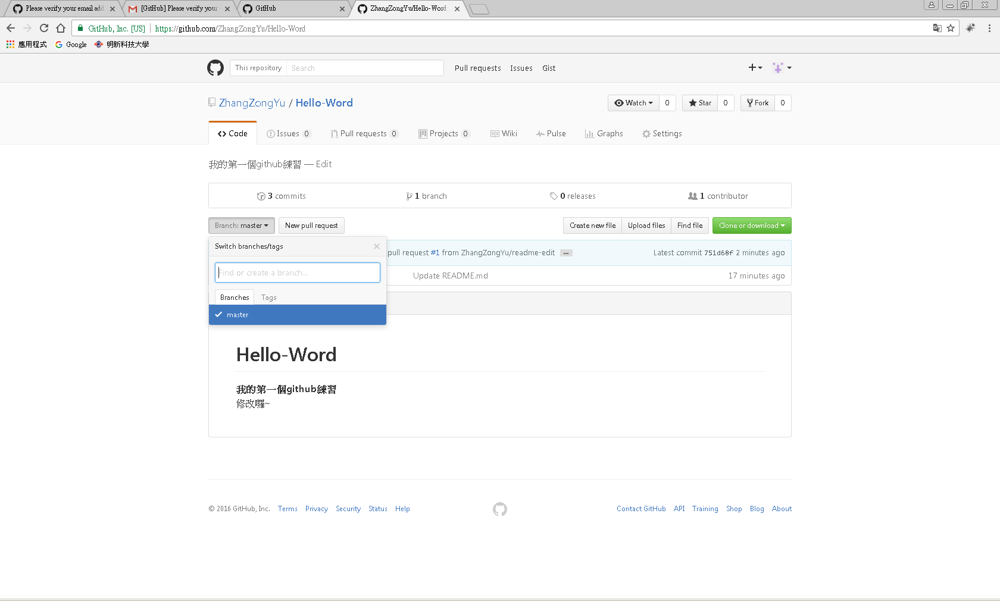 Please verify your email add
[GitHub] Please verify your
GitHub
ZhangZongYu/Hello-Word
GitHub, Inc. [US]
https://github.com/ZhangZongYu/Hello-Word
應用程式
Google
明新科技大學
This repository
Search
Pull requests
Issues
Gist
ZhangZongYu / Hello-Word
Watch
0
Star
0
Fork
0
Code
Issues 0
Pull requests 0
Projects 0
Wiki
Pulse
Graphs
Settings
我的第一個github練習 — Edit
3 commits
1 branch
0 releases
1 contributor
Branch: master
New pull request
Create new file
Upload files
Find file
Clone or download
Switch branches/tags
pull request #1 from ZhangZongYu/readme-edit ...
Latest commit 751d68f 2 minutes ago
Find or create a branch...
Update README.md
17 minutes ago
Branches
Tags
master
Hello-Word
我的第一個github練習
修改囉~
© 2016 GitHub, Inc.
Terms
Privacy
Security
Status
Help
Contact GitHub
API
Training
Shop
Blog
About